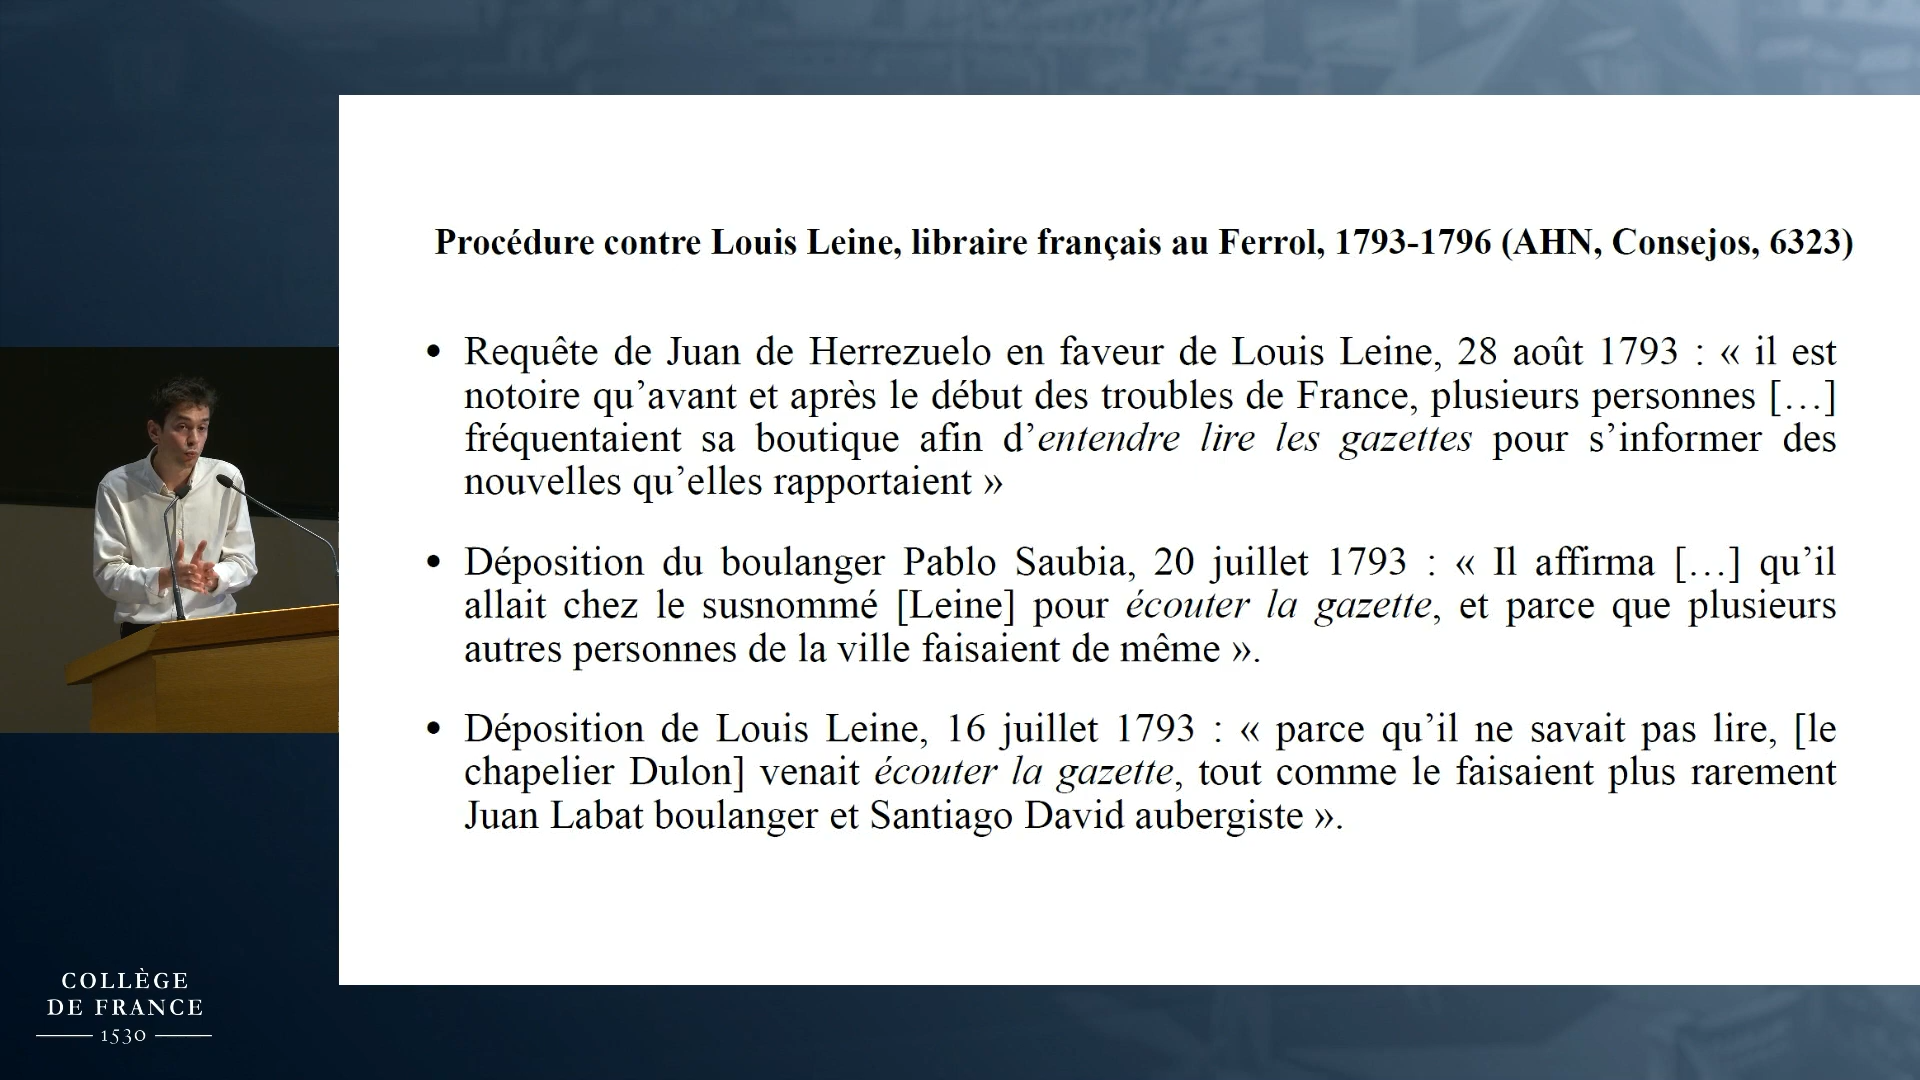 Procédure contre Louis Leine, libraire français au Ferrol, 1793-1796 (AHN, Consejos, 6323)
• Requête de Juan de Herrezuelo en faveur de Louis Leine, 28 août 1793 : « il est
notoire qu’avant et après le début des troubles de France, plusieurs personnes […]
fréquentaient sa boutique afin d’entendre lire les gazettes pour s’informer des
nouvelles qu’elles rapportaient »
• Déposition du boulanger Pablo Saubia, 20 juillet 1793 : « Il affirma […] qu’il
allait chez le susnommé [Leine] pour écouter la gazette, et parce que plusieurs
autres personnes de la ville faisaient de même ».
• Déposition de Louis Leine, 16 juillet 1793 : « parce qu’il ne savait pas lire, [le
chapelier Dulon] venait écouter la gazette, tout comme le faisaient plus rarement
Juan Labat boulanger et Santiago David aubergiste ».
COLLÈGE
DE FRANCE
1530